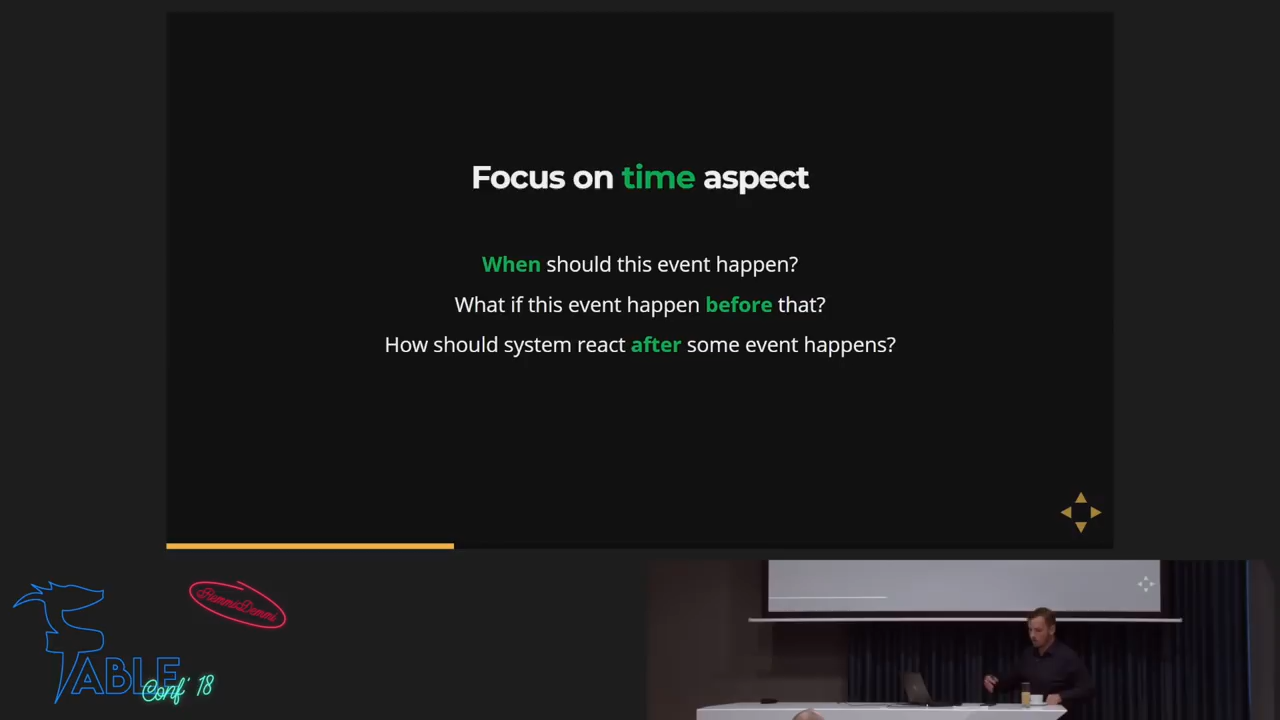 Focus on time aspect
When should this event happen?
What if this event happen before that?
How should system react after some event happens?
FABLE
Conf' 18